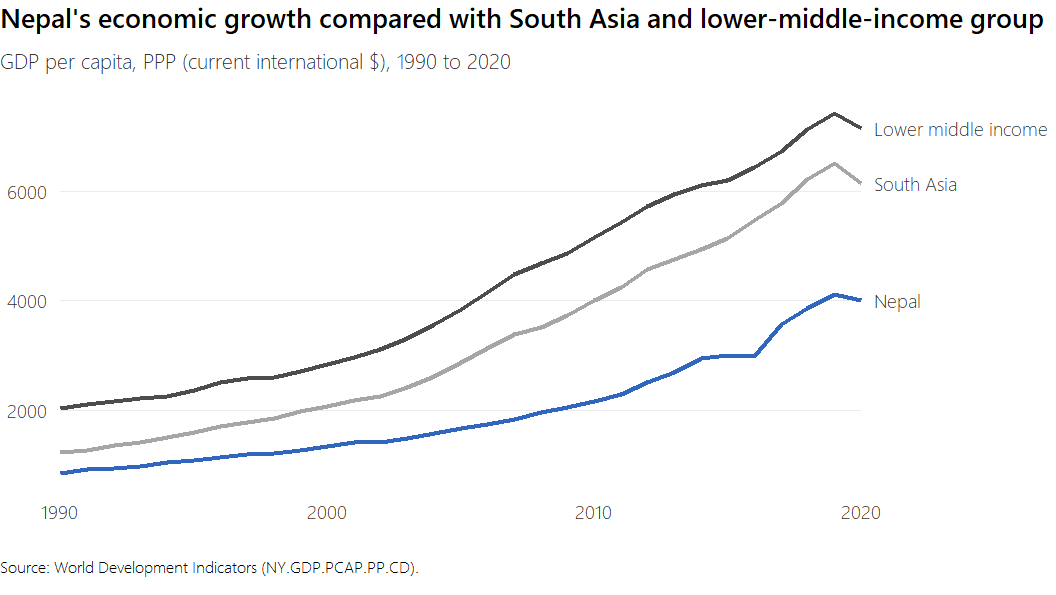 Nepal's economic growth compared with South Asia and lower-middle-income group
GDP per capita, PPP (current international $), 1990 to 2020
Lower middle income
6000
South Asia
4000
Nepal
2000
1990
2000
2010
2020
Source: World Development Indicators (NY.GDP.PCAP.PP.CD).